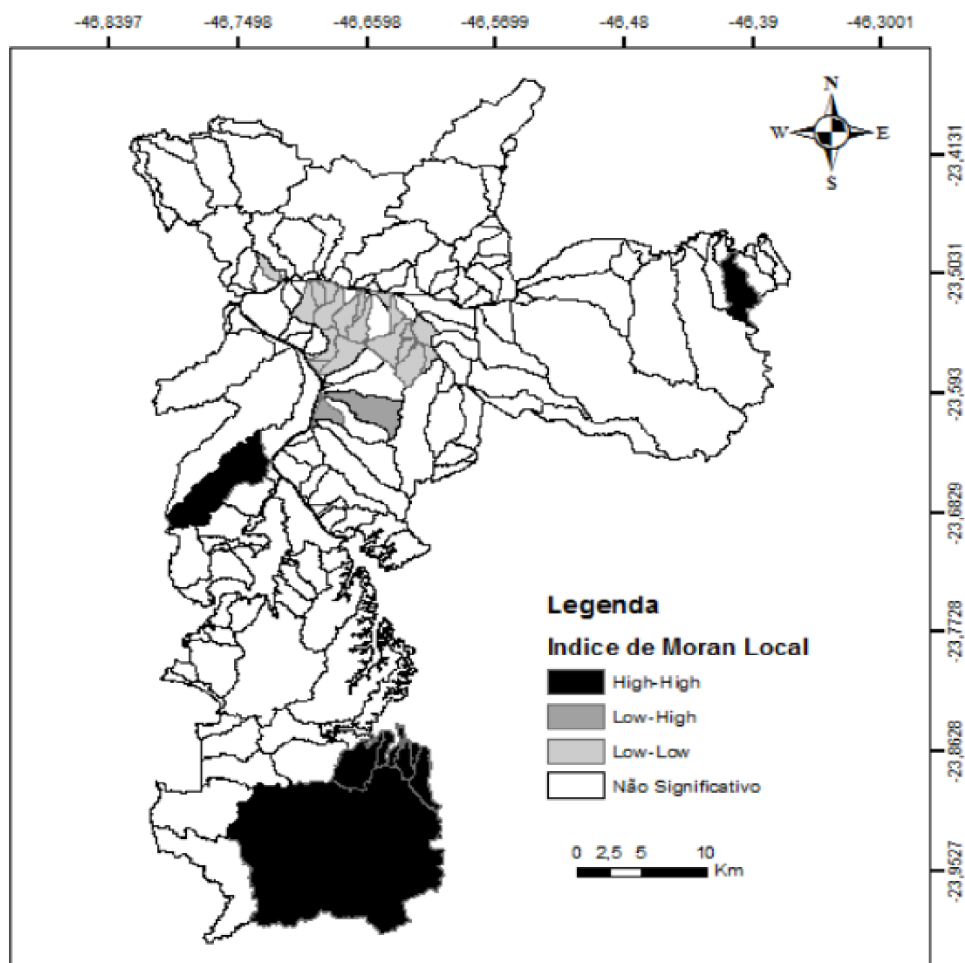 -46,8397 -46,7498 -46,6598 -46,5699 -46,48 -46,39 -46,3001
N
W E
S
-23,4131
-23,5031
-23,593
-23,6829
-23,7728
-23,8628
-23,9527
Legenda
Indice de Moran Local
High-High
Low-High
Low-Low
Não Significativo
0 2,5 5 10
Km